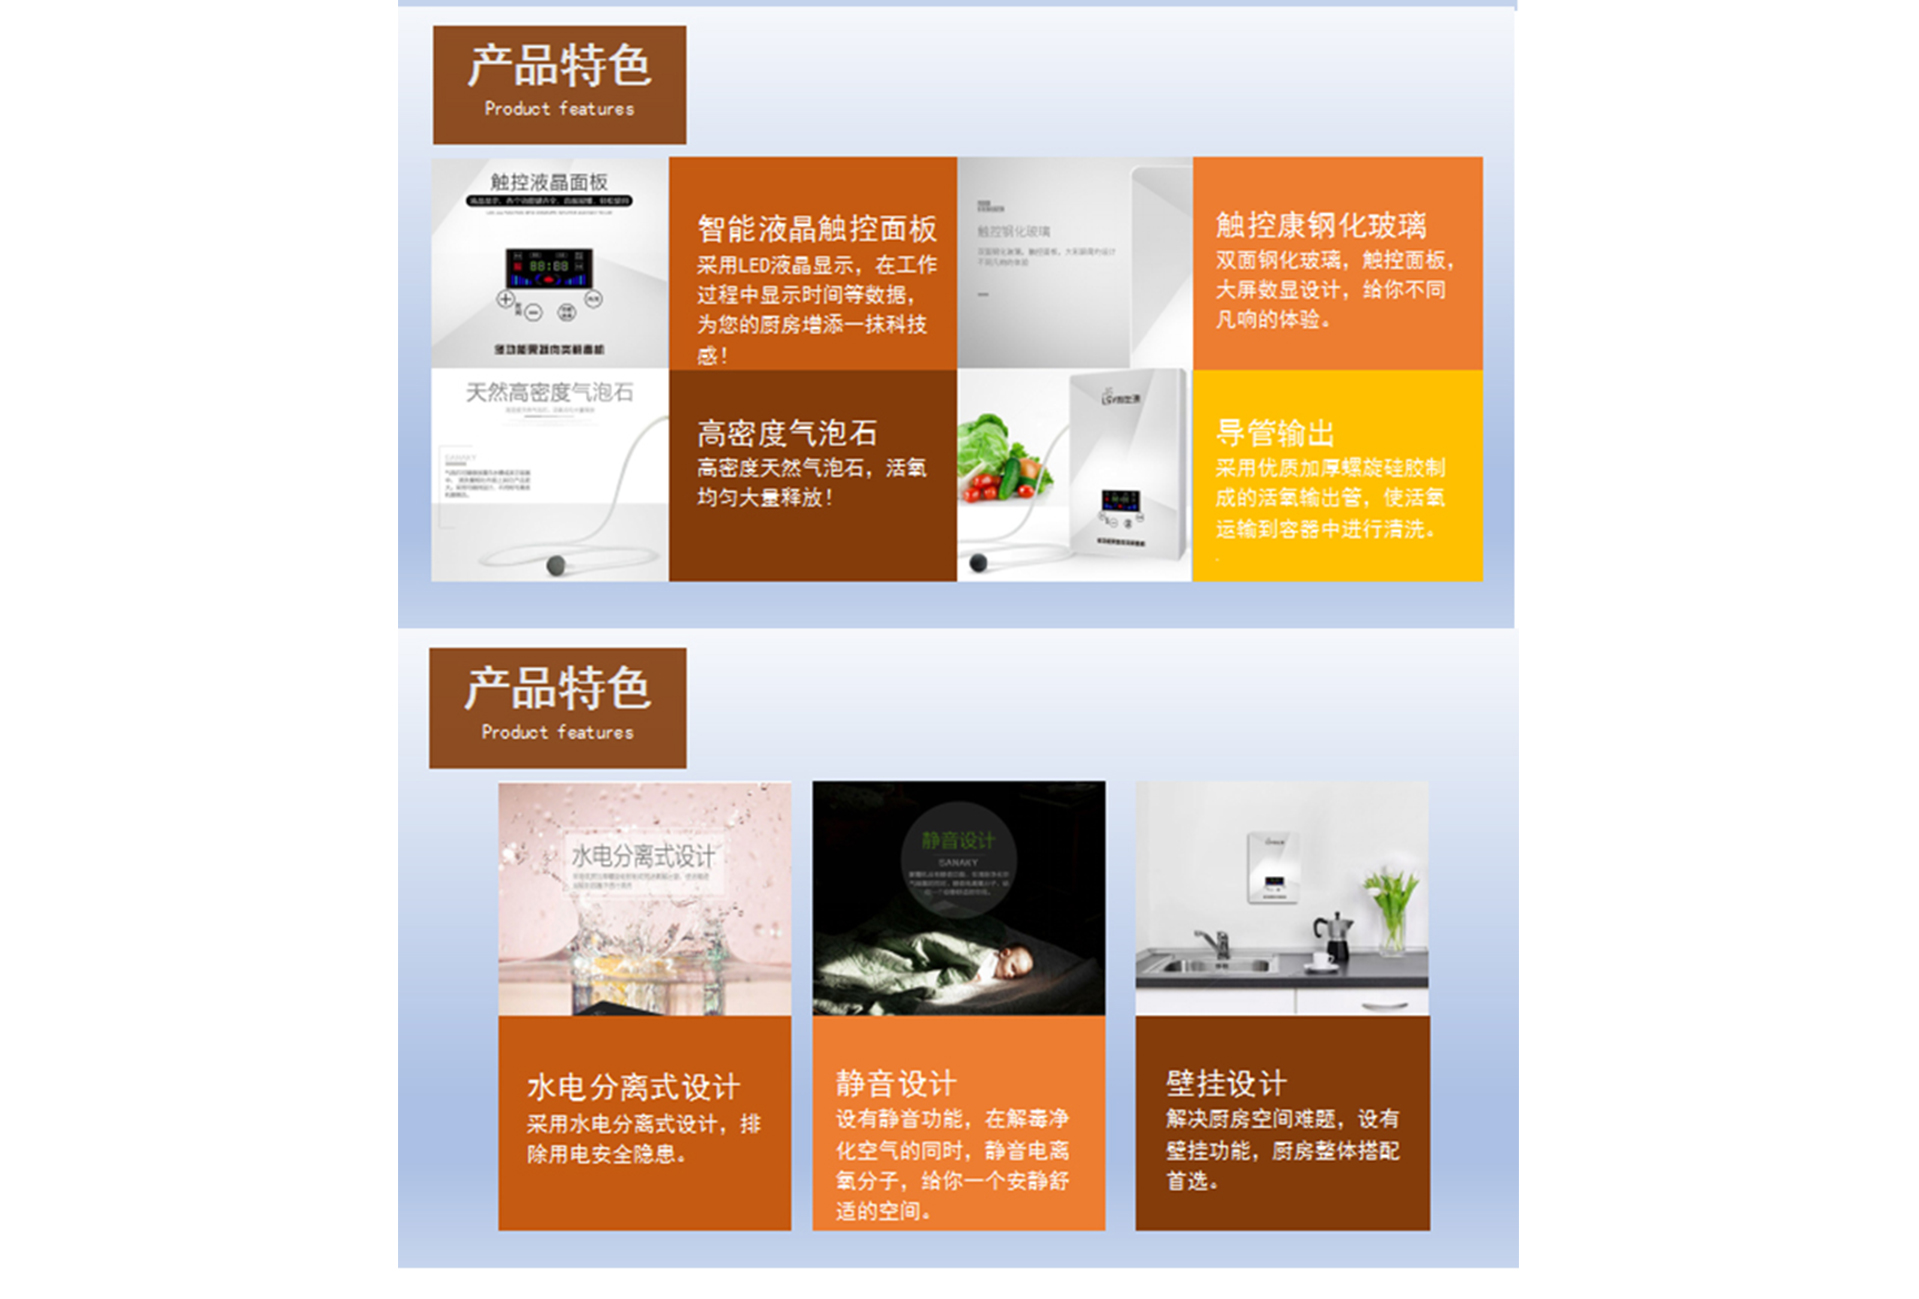 产品特色
Product features
触控液晶面板
88:88
多功能果蔬肉类解毒机
智能液晶触控面板
采用LED液晶显示，在工作
过程中显示时间等数据，
为您的厨房增添一抹科技
感！
触控钢化玻璃
触控康钢化玻璃
双面钢化玻璃，触控面板，
大屏数显设计，给你不同
凡响的体验。
天然高密度气泡石
SANAKY
高密度气泡石
高密度天然气泡石，活氧
均匀大量释放！
导管输出
采用优质加厚螺旋硅胶制
成的活氧输出管，使活氧
运输到容器中进行清洗。
产品特色
Product features
水电分离式设计
静音设计
SANAKY
水电分离式设计
采用水电分离式设计，排
除用电安全隐患。
静音设计
设有静音功能，在解毒净
化空气的同时，静音电离
氧分子，给你一个安静舒
适的空间。
壁挂设计
解决厨房空间难题，设有
壁挂功能，厨房整体搭配
首选。